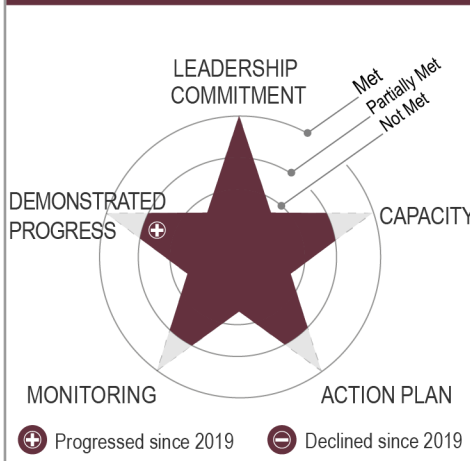 LEADERSHIP
COMMITMENT
Met
Partially Met
Not Met
DEMONSTRATED
PROGRESS
CAPACITY
MONITORING
ACTION PLAN
Progressed since 2019
Declined since 2019